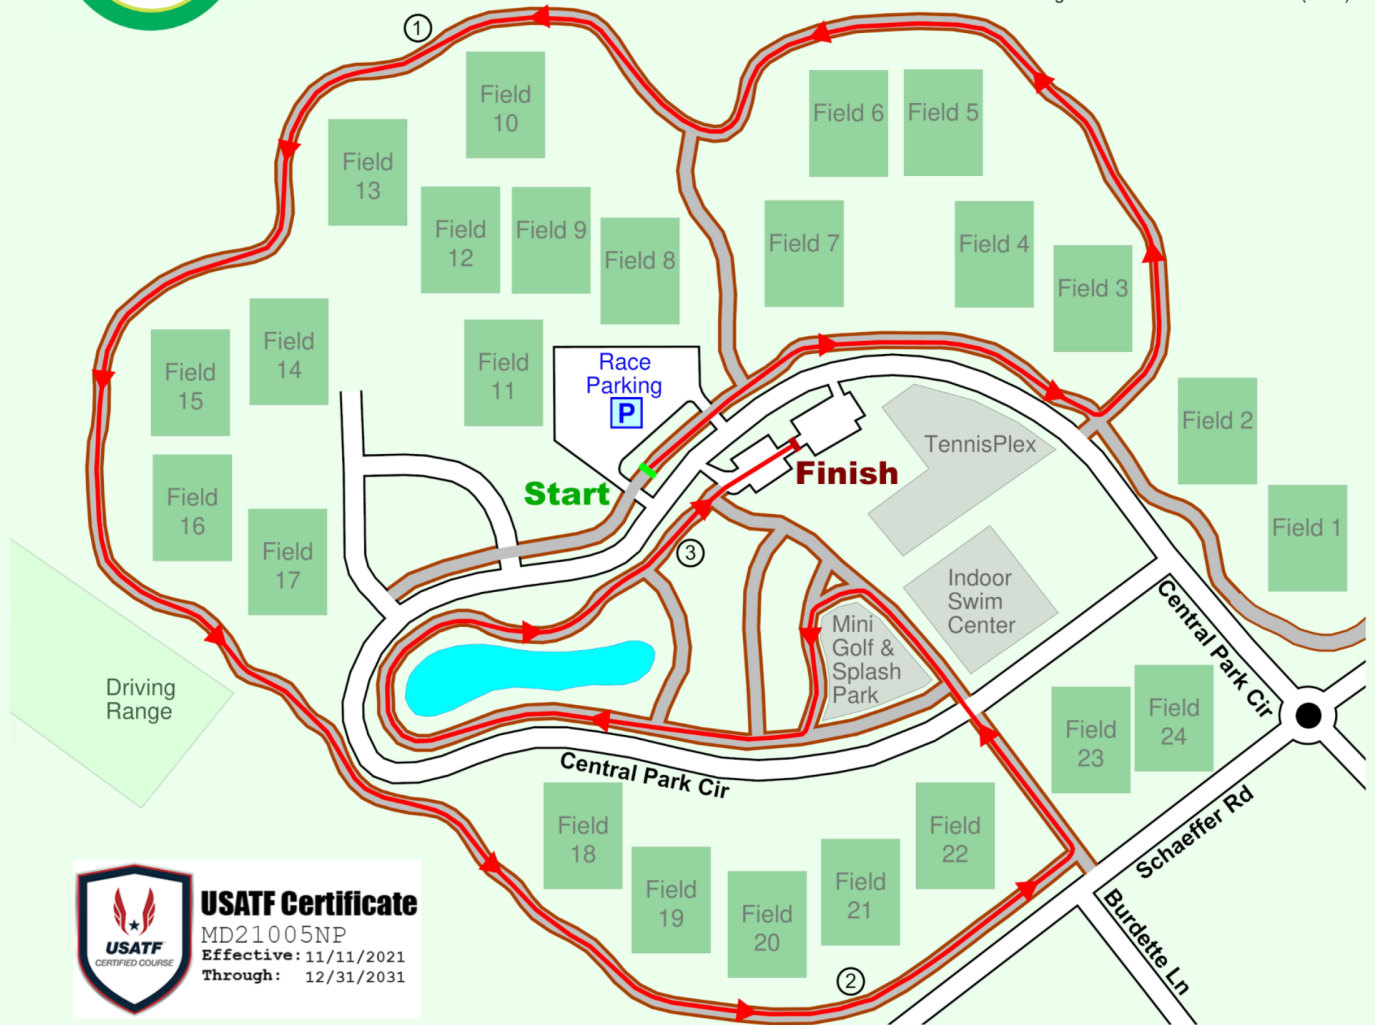 ①
Field
10
Field 6
Field 5
Field
13
Field
12
Field 9
Field 8
Field 7
Field 4
Field 3
Field
14
Field
15
Field
11
Race
Parking
P
Field 2
TennisPlex
Finish
Start
Field
16
Field
17
Field 1
③
Indoor
Swim
Center
Mini
Golf &
Splash
Park
Central Park Cir
Driving
Range
Field
23
Field
24
Central Park Cir
Schaeffer Rd
Burdette Ln
Field
18
Field
19
Field
20
Field
21
Field
22
②
USATF
CERTIFIED COURSE
USATF Certificate
MD21005NP
Effective: 11/11/2021
Through: 12/31/2031